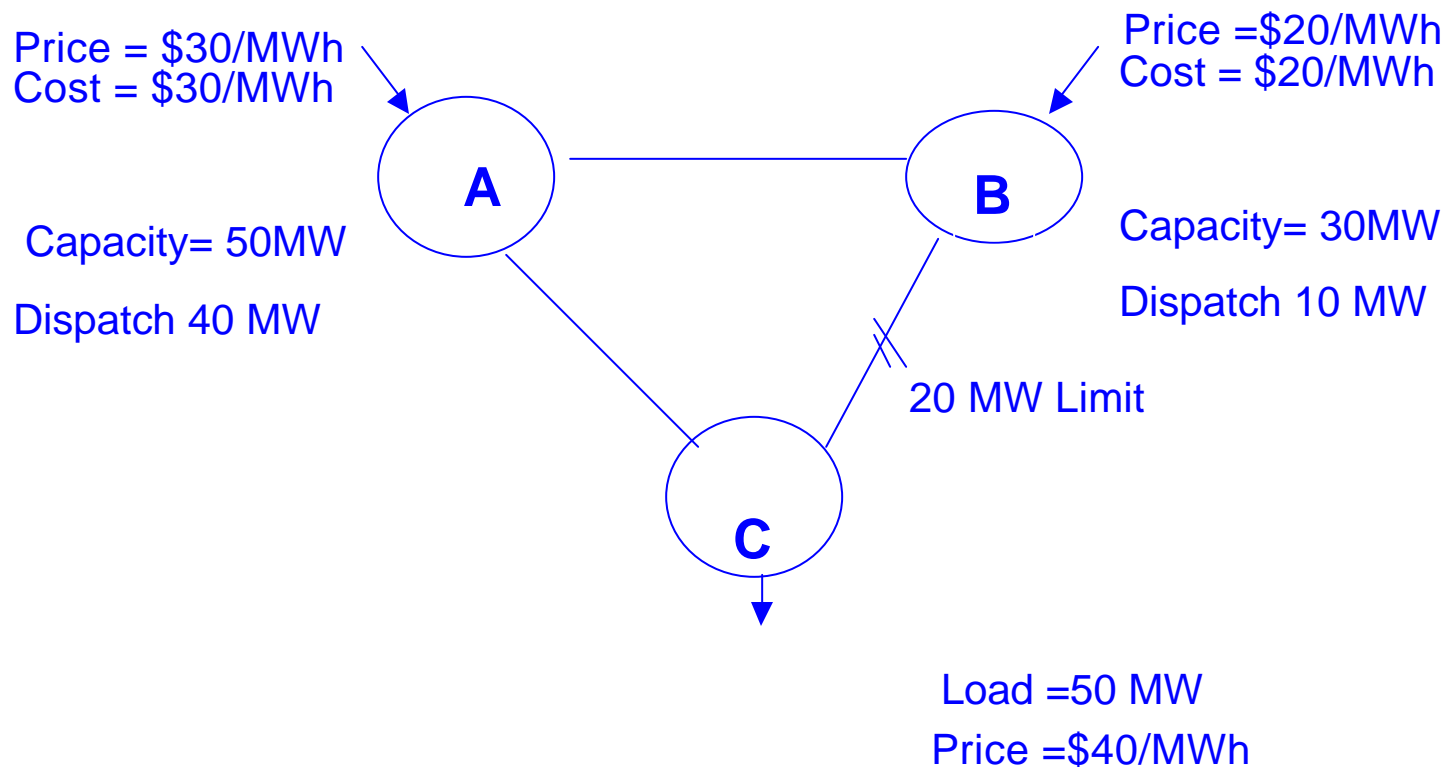 Price = $30/MWh
Cost = $30/MWh
Price =$20/MWh
Cost = $20/MWh
A
B
Capacity= 50MW
Capacity= 30MW
Dispatch 40 MW
Dispatch 10 MW
20 MW Limit
C
Load =50 MW
Price =$40/MWh